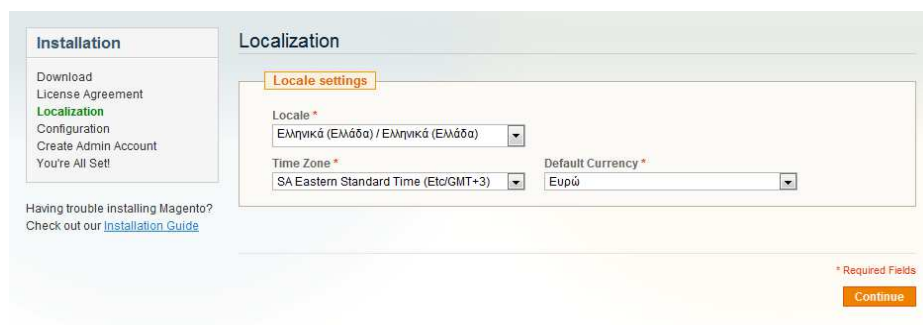 Installation
Download
License Agreement
Localization
Configuration
Create Admin Account
You're All Set!
Having trouble installing Magento?
Check out our Installation Guide
Localization
Locale settings
Locale *
Ελληνικά (Ελλάδα) / Ελληνικά (Ελλάδα)
Time Zone * Default Currency *
SA Eastern Standard Time (Etc/GMT+3) Ευρώ
* Required Fields
Continue